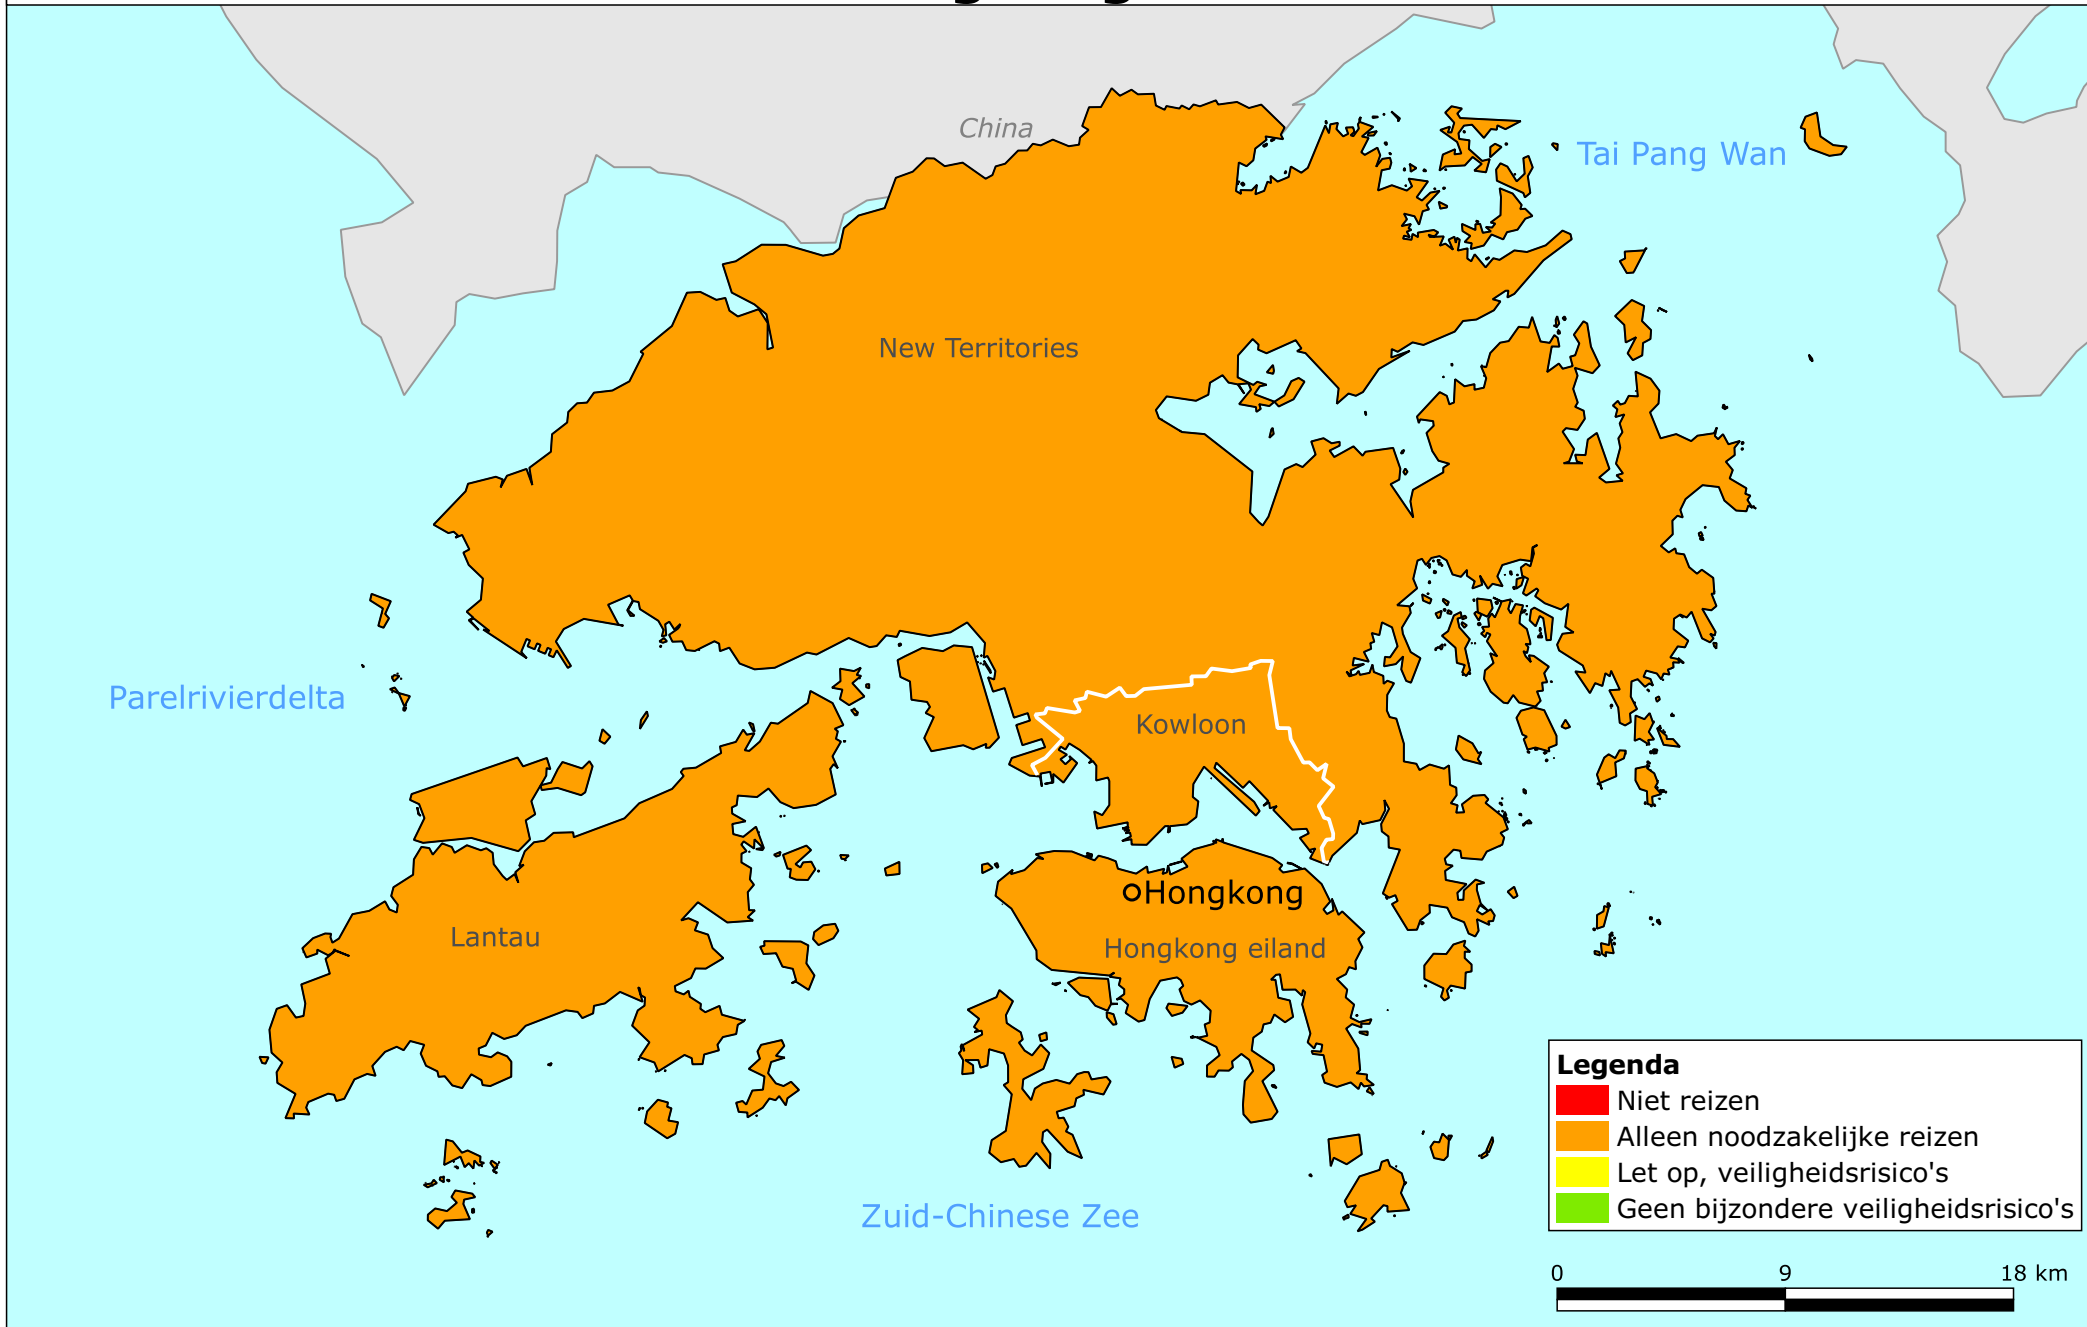 China
Tai Pang Wan
New Territories
Parelrivierdelta
Kowloon
Hongkong
Lantau
Hongkong eiland
Zuid-Chinese Zee
Legenda
Niet reizen
Alleen noodzakelijke reizen
Let op, veiligheidsrisico's
Geen bijzondere veiligheidsrisico's
0 9 18 km